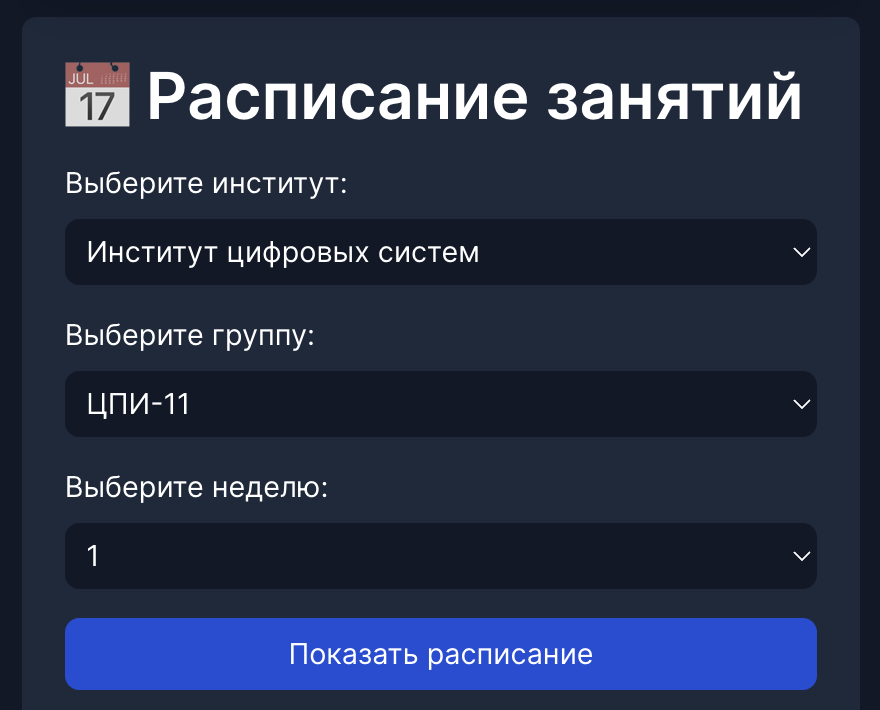 JUL
17
Расписание занятий
Выберите институт:
Институт цифровых систем
Выберите группу:
ЦПИ-11
Выберите неделю:
1
Показать расписание